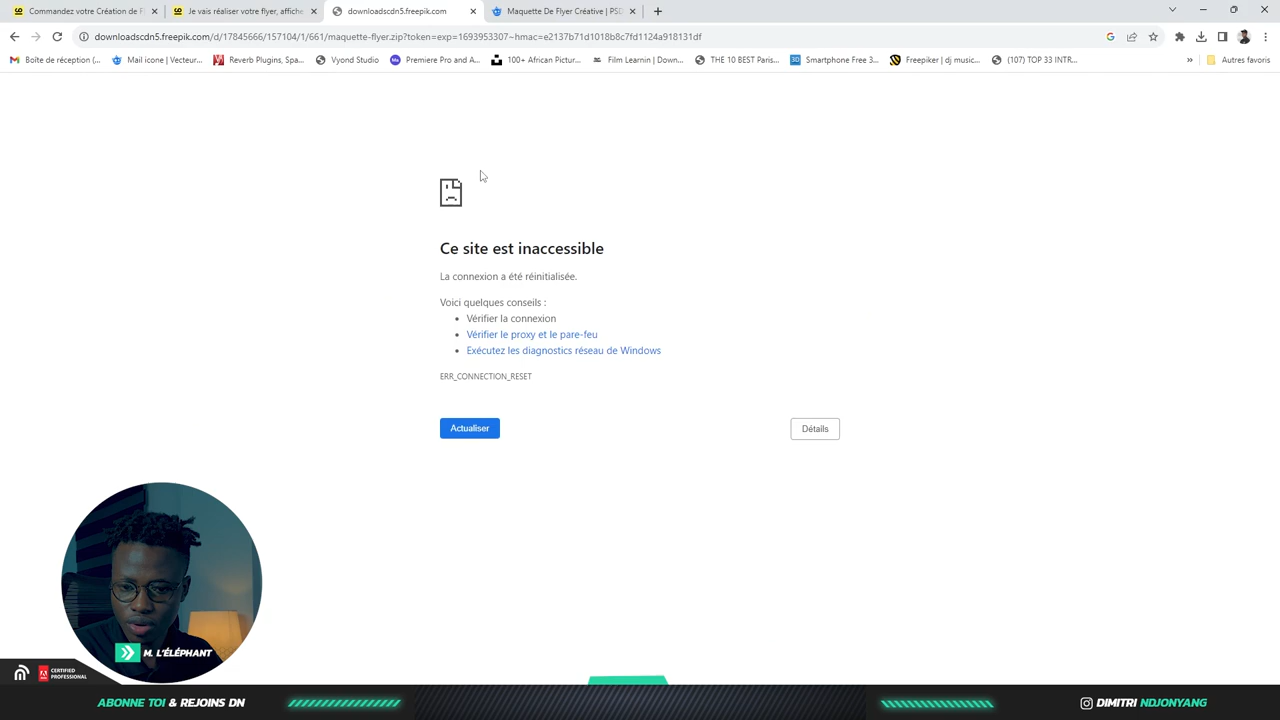 Commandez votre Création de Fl
Je vais réaliser votre flyer, affiche
downloadscdn5.freepik.com
Maquette De Flyer Créative | PSD
downloadscdn5.freepik.com/d/17845666/157104/1/661/maquette-flyer.zip?token=exp=1693953307~hmac=e2137b71d1018b8c7fd1124a918131df
Boîte de réception (...
Mail icone | Vecteur...
Reverb Plugins, Spa...
Vyond Studio
Premiere Pro and A...
100+ African Pictur...
Film Learnin | Down...
THE 10 BEST Paris...
Smartphone Free 3...
Freepiker | dj music...
(107) TOP 33 INTR...
»
Autres favoris
Ce site est inaccessible
La connexion a été réinitialisée.
Voici quelques conseils :
• Vérifier la connexion
• Vérifier le proxy et le pare-feu
• Exécutez les diagnostics réseau de Windows
ERR_CONNECTION_RESET
Actualiser
Détails
M. L'ÉLÉPHANT
CERTIFIED
PROFESSIONAL
ABONNE TOI & REJOINS DN
DIMITRI NDJONYANG